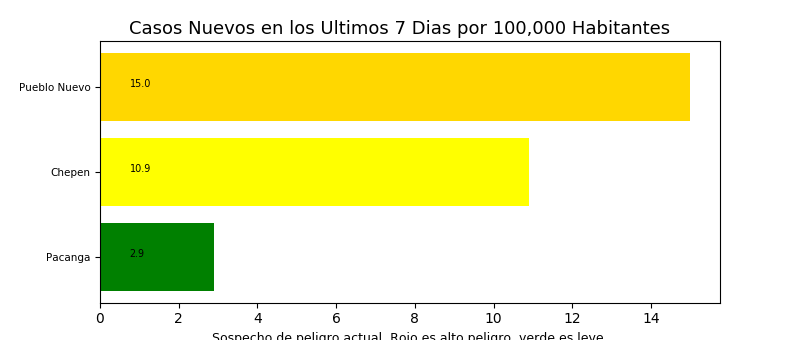 Casos Nuevos en los Ultimos 7 Dias por 100,000 Habitantes
Pueblo Nuevo 15.0
Chepen 10.9
Pacanga 2.9
0 2 4 6 8 10 12 14
Sospecho de peligro actual. Rojo es alto peligro, verde es leve